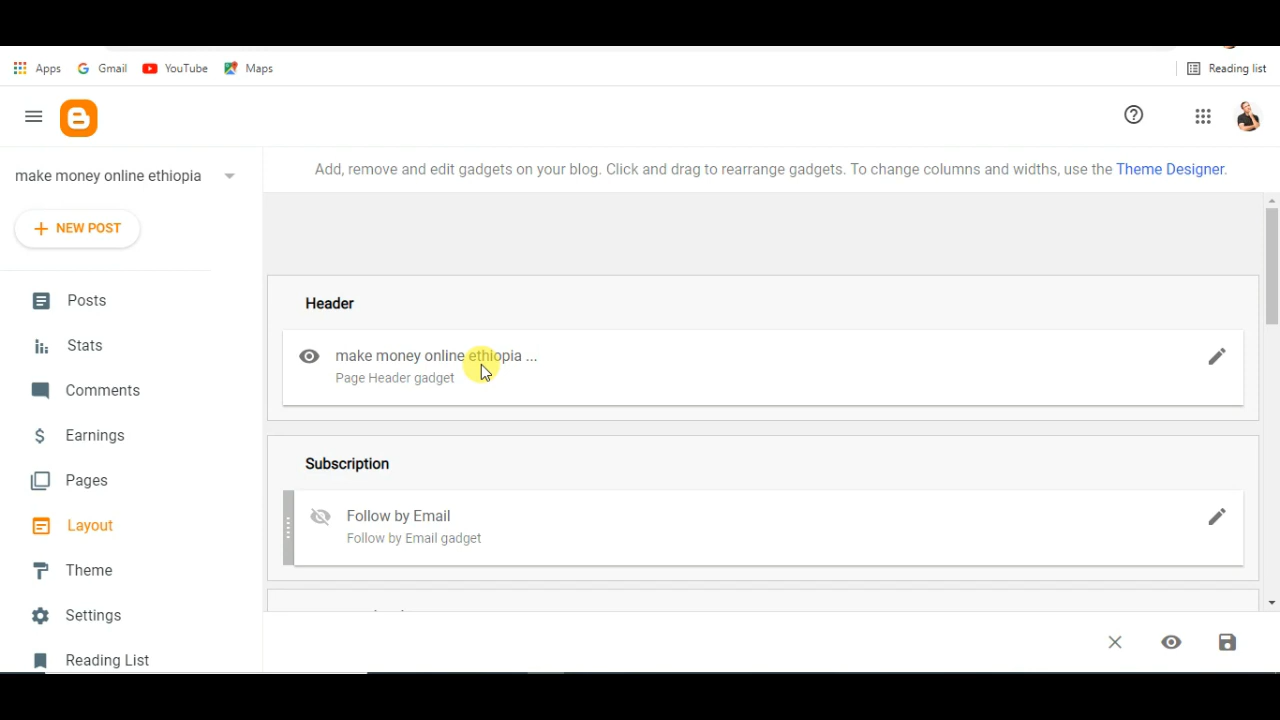 Apps Gmail YouTube Maps Reading list
make money online ethiopia
Add, remove and edit gadgets on your blog. Click and drag to rearrange gadgets. To change columns and widths, use the Theme Designer.
+ NEW POST
Posts
Stats
Comments
Earnings
Pages
Layout
Theme
Settings
Reading List
Header
make money online ethiopia ...
Page Header gadget
Subscription
Follow by Email
Follow by Email gadget